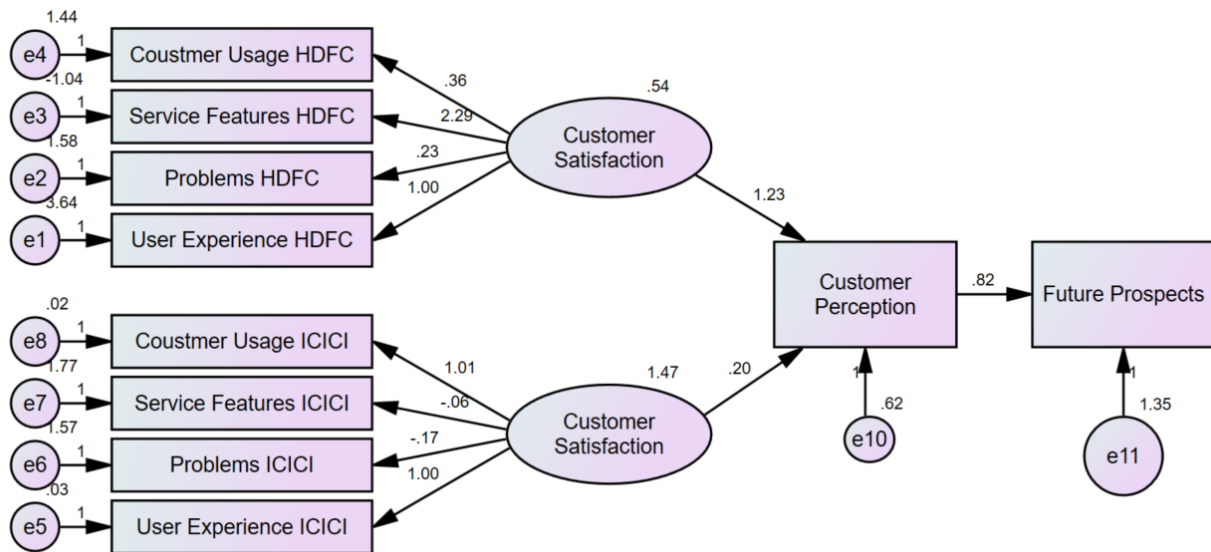 1.44
e4
1
Coustmer Usage HDFC
-1.04
e3
1
Service Features HDFC
1.58
e2
1
Problems HDFC
3.64
e1
1
User Experience HDFC
.36
2.29
.23
1.00
.54
Customer
Satisfaction
1.23
.02
e8
1
Coustmer Usage ICICI
1.77
e7
1
Service Features ICICI
1.57
e6
1
Problems ICICI
.03
e5
1
User Experience ICICI
1.01
-.06
-.17
1.00
1.47
Customer
Satisfaction
.20
Customer
Perception
.82
Future Prospects
1
.62
e10
1
1.35
e11